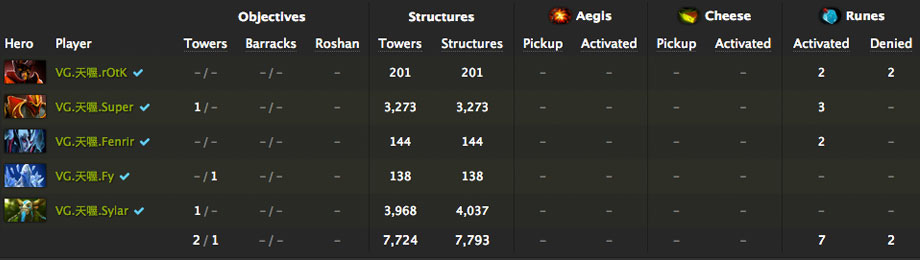 Objectives Structures Aegis Cheese Runes
Hero Player Towers Barracks Roshan Towers Structures Pickup Activated Pickup Activated Activated Denied
VG.天喔.rOtK –/– –/– – 201 201 – – – – 2 2
VG.天喔.Super 1/– –/– – 3,273 3,273 – – – – 3 –
VG.天喔.Fenrir –/– –/– – 144 144 – – – – 2 –
VG.天喔.Fy –/1 –/– – 138 138 – – – – – –
VG.天喔.Sylar 1/– –/– – 3,968 4,037 – – – – – –
2/1 –/– – 7,724 7,793 – – – – 7 2